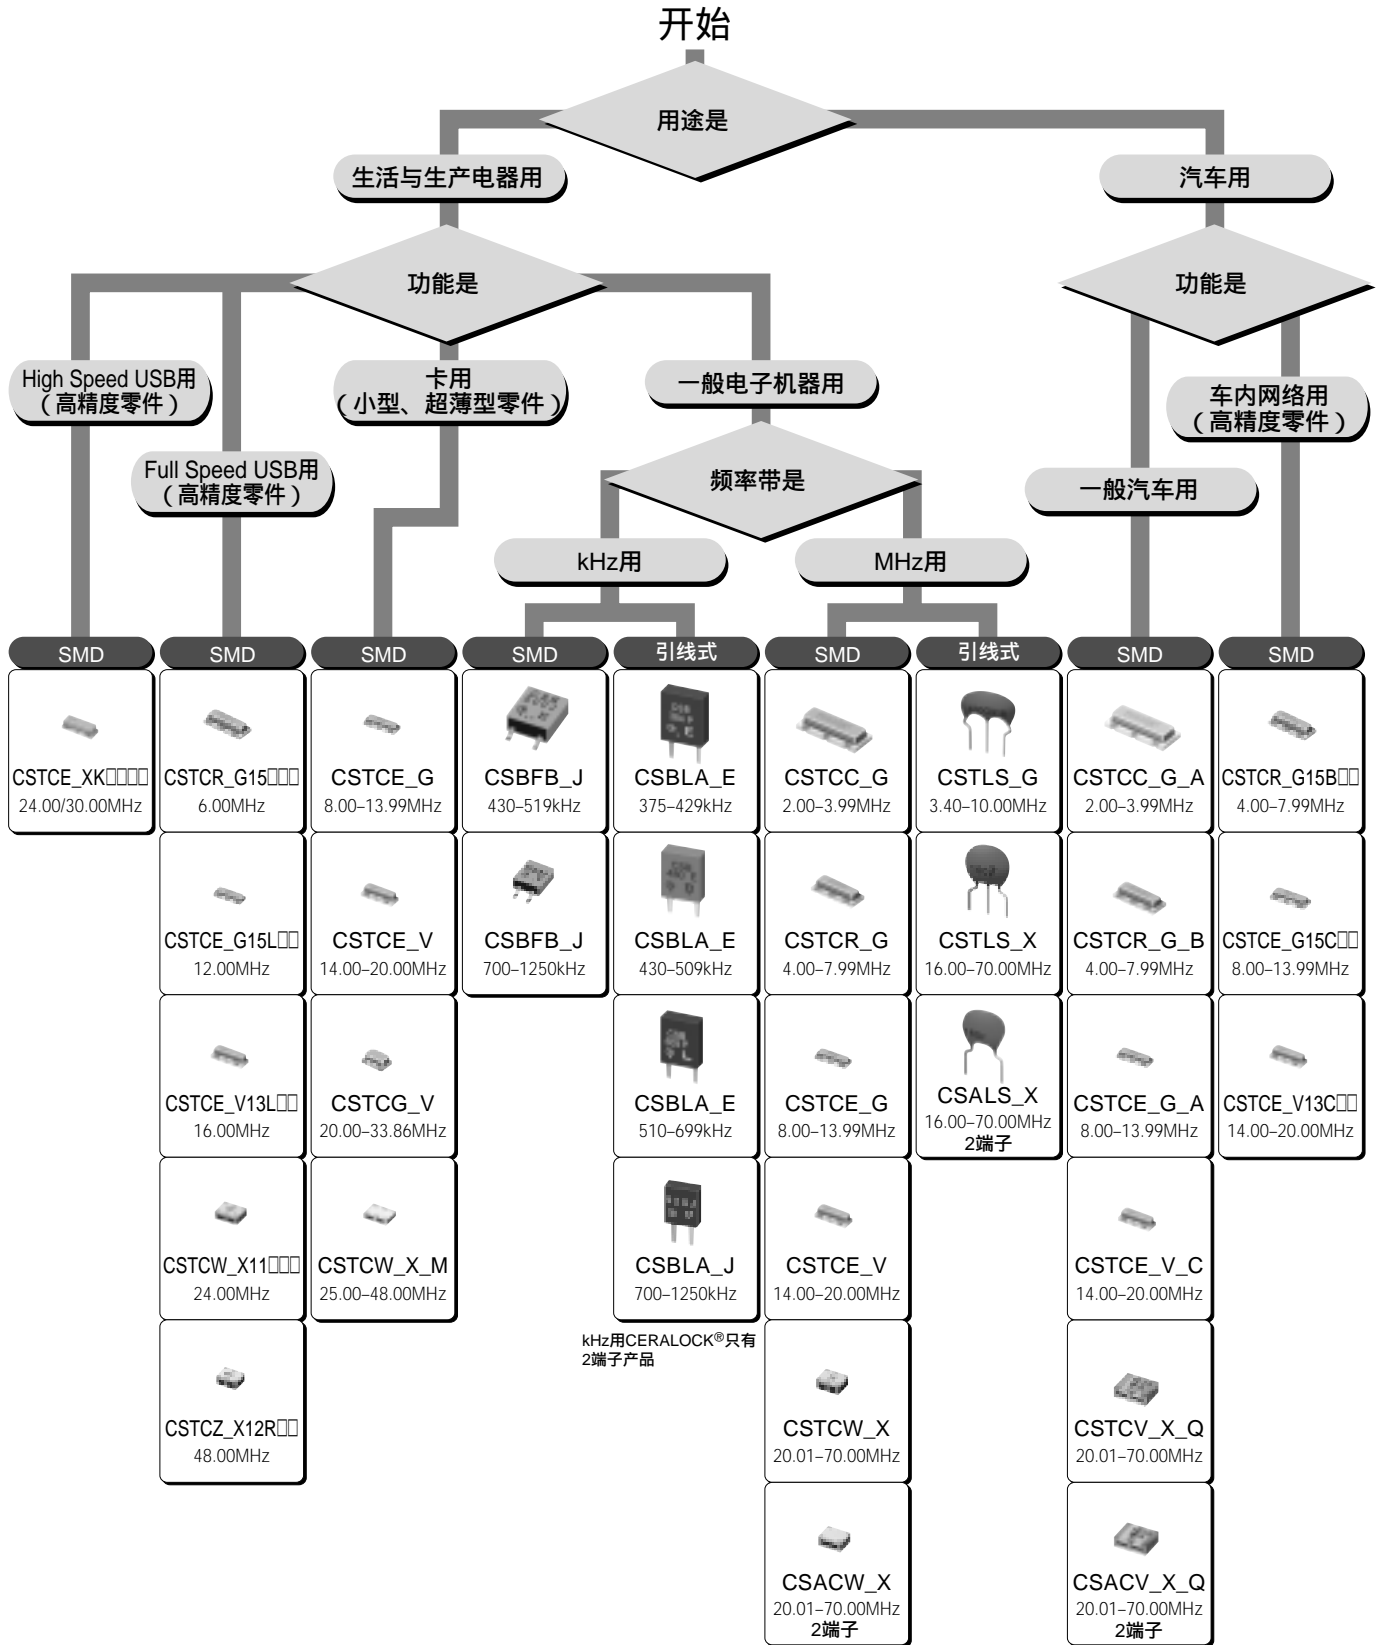 开始
用途是
生活与生产电器用
汽车用
功能是
功能是
High Speed USB用
（高精度零件）
卡用
（小型、超薄型零件）
一般电子机器用
车内网络用
（高精度零件）
Full Speed USB用
（高精度零件）
频率带是
一般汽车用
kHz用
MHz用
SMD
SMD
SMD
SMD
引线式
SMD
引线式
SMD
SMD
CSTCE_XK□□□□
24.00/30.00MHz
CSTCR_G15□□□
6.00MHz
CSTCE_G
8.00–13.99MHz
CSBFB_J
430–519kHz
CSBLA_E
375–429kHz
CSTCC_G
2.00–3.99MHz
CSTLS_G
3.40–10.00MHz
CSTCC_G_A
2.00–3.99MHz
CSTCR_G15B□□
4.00–7.99MHz
CSTCE_G15L□□
12.00MHz
CSTCE_V
14.00–20.00MHz
CSBFB_J
700–1250kHz
CSBLA_E
430–509kHz
CSTCR_G
4.00–7.99MHz
CSTLS_X
16.00–70.00MHz
CSTCR_G_B
4.00–7.99MHz
CSTCE_G15C□□
8.00–13.99MHz
CSTCE_V13L□□
16.00MHz
CSTCG_V
20.00–33.86MHz
CSBLA_E
510–699kHz
CSTCE_G
8.00–13.99MHz
CSALS_X
16.00–70.00MHz
2端子
CSTCE_G_A
8.00–13.99MHz
CSTCE_V13C□□
14.00–20.00MHz
CSTCW_X11□□□
24.00MHz
CSTCW_X_M
25.00–48.00MHz
CSBLA_J
700–1250kHz
CSTCE_V
14.00–20.00MHz
CSTCE_V_C
14.00–20.00MHz
kHz用CERALOCK®只有
2端子产品
CSTCZ_X12R□□
48.00MHz
CSTCW_X
20.01–70.00MHz
CSTCV_X_Q
20.01–70.00MHz
CSACW_X
20.01–70.00MHz
2端子
CSACV_X_Q
20.01–70.00MHz
2端子